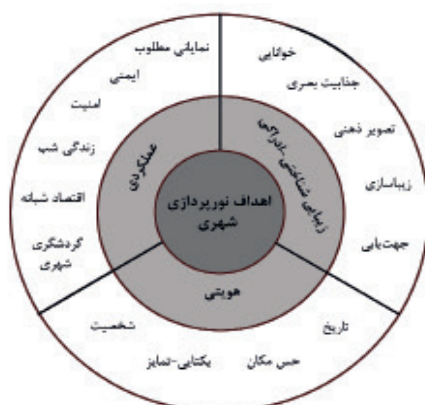 اهداف نورپردازی
شهری
زیبایی شناختی-ادراکی
خوانایی
جذابیت بصری
تصویر ذهنی
زیباسازی
جهت‌یابی
عملکردی
نمایانی مطلوب
ایمنی
امنیت
زندگی شب
اقتصاد شبانه
گردشگری
شهری
هویتی
تاریخ
حس مکان
یکتایی-تمایز
شخصیت